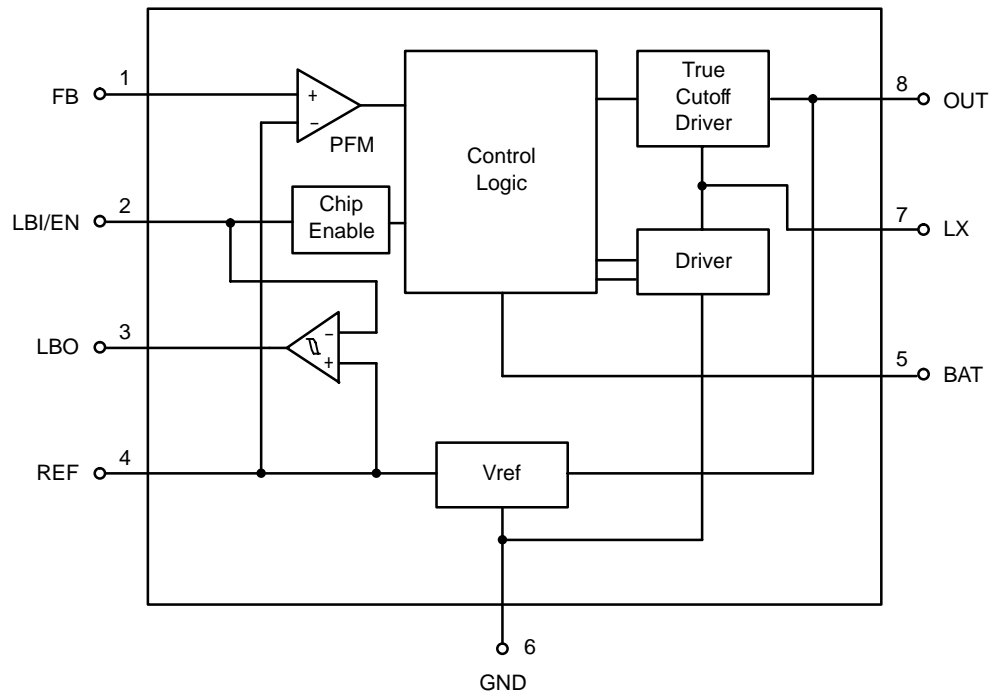 FB
1
+
−
PFM
LBI/EN
2
Chip
Enable
LBO
3
−
+
REF
4
Control
Logic
True
Cutoff
Driver
8
OUT
7
LX
Driver
5
BAT
Vref
6
GND